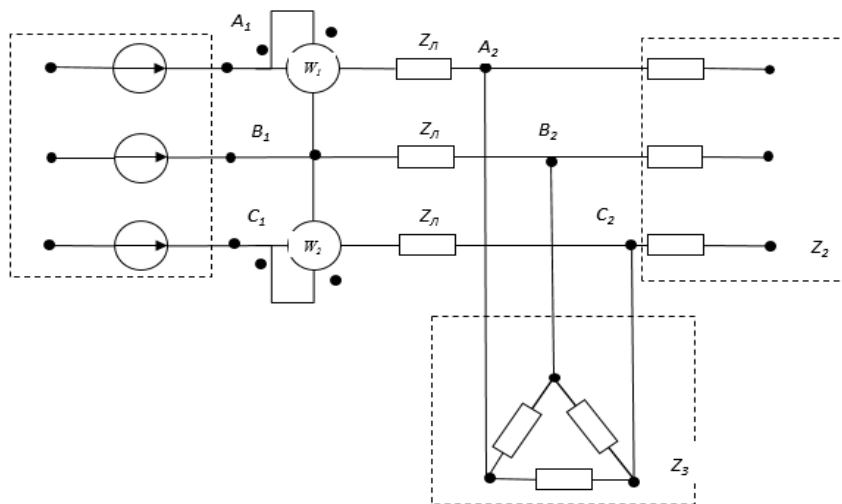 A₁
W₁
Zл
A₂
B₁
Zл
B₂
C₁
W₂
Zл
C₂
Z₂
Z₃